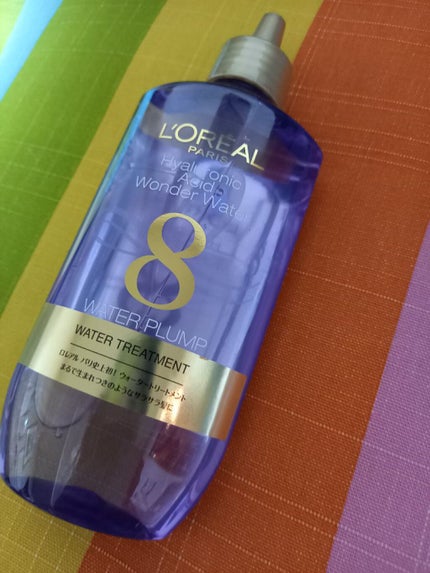 L'ORÉAL
PARIS
Hyaluronic
Acid
Wonder Water
8
WATER PLUMP
WATER TREATMENT
ロレアル パリ史上初！ウォータートリートメント
まるで生まれつきのようなサラサラ髪に